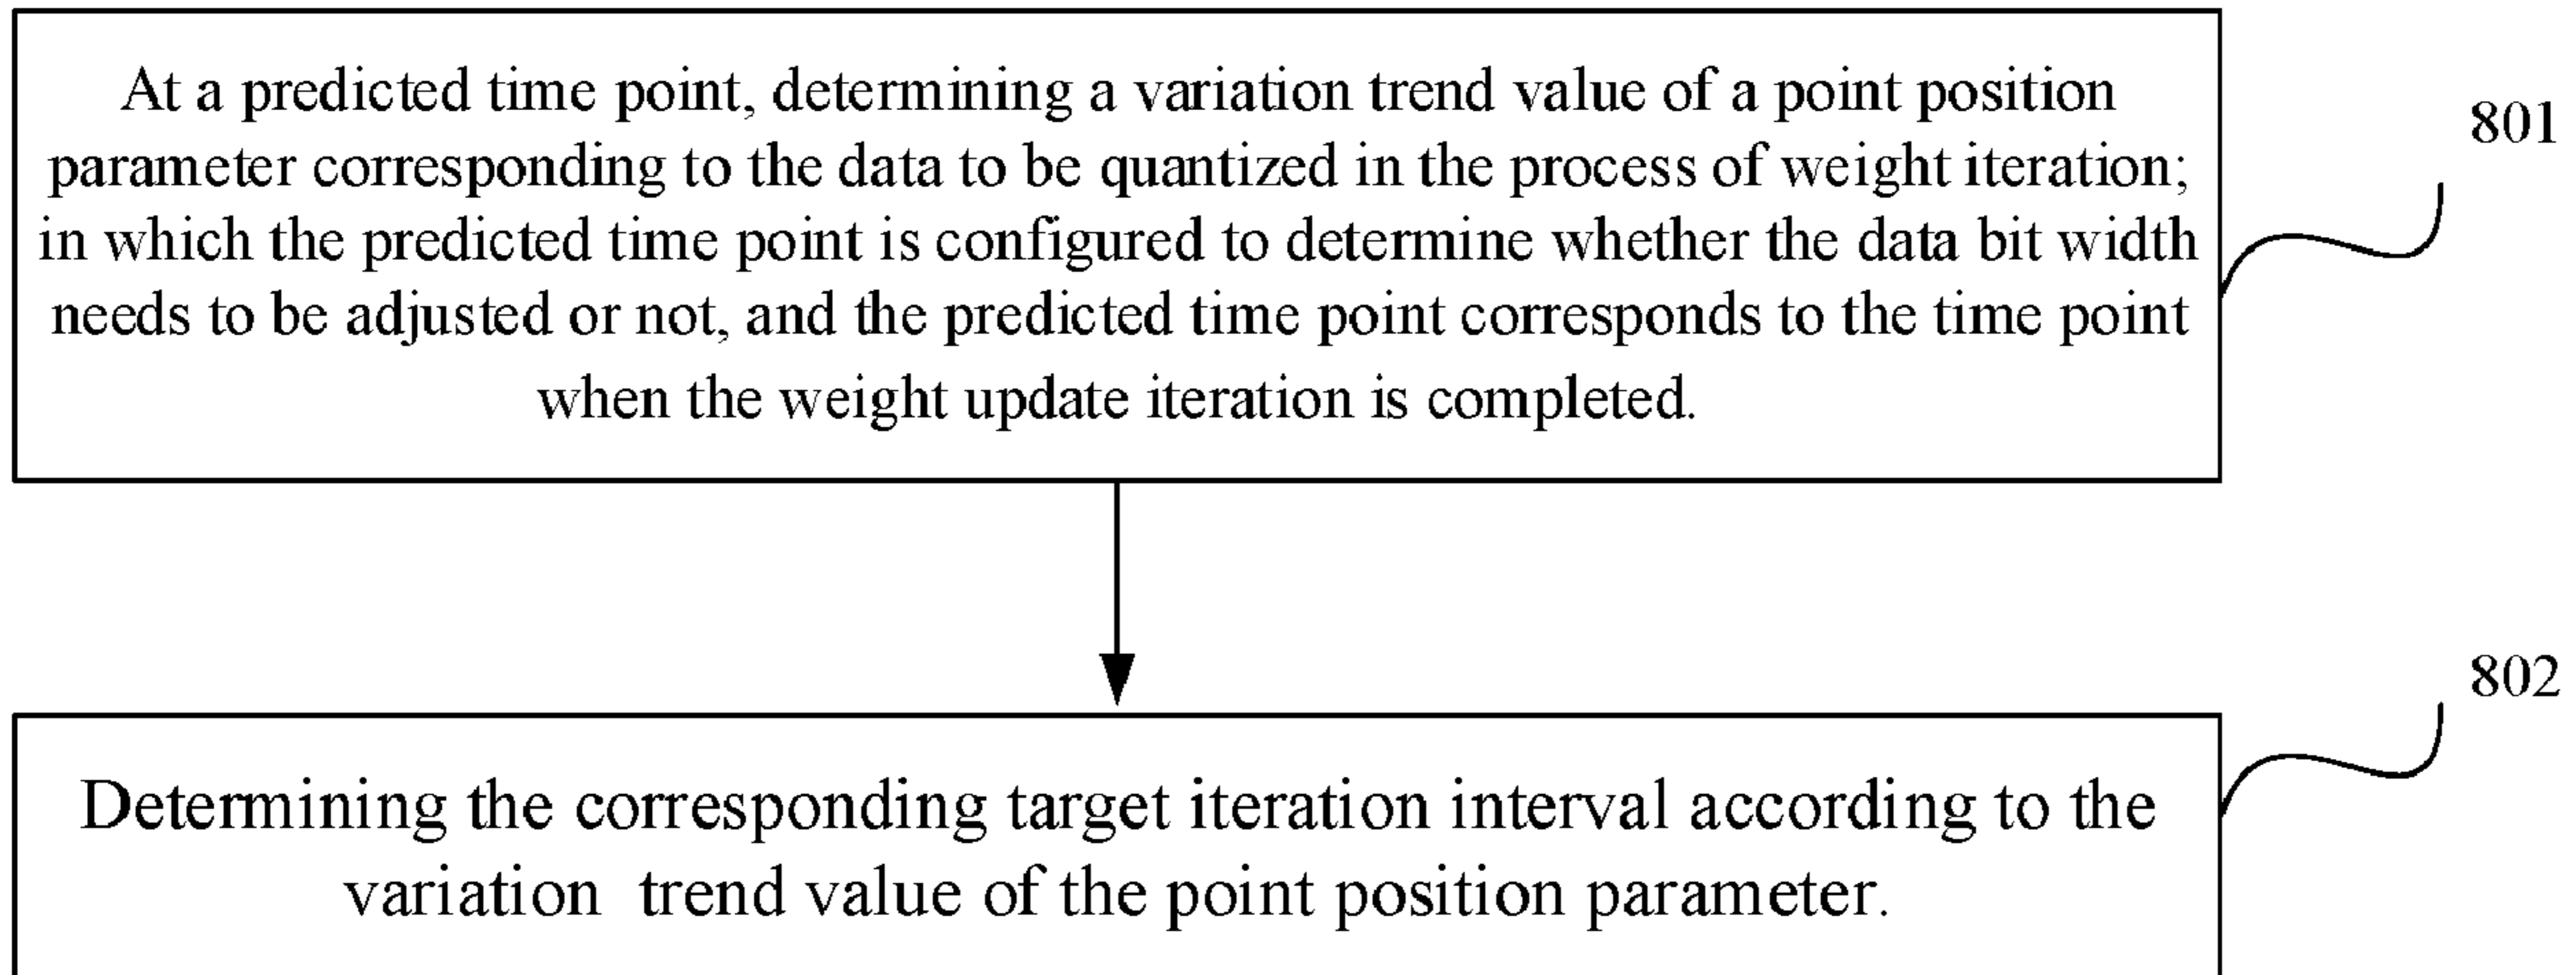 At a predicted time point, determining a variation trend value of a point position
parameter corresponding to the data to be quantized in the process of weight iteration;
in which the predicted time point is configured to determine whether the data bit width
needs to be adjusted or not, and the predicted time point corresponds to the time point
when the weight update iteration is completed.
801
Determining the corresponding target iteration interval according to the
variation trend value of the point position parameter.
802